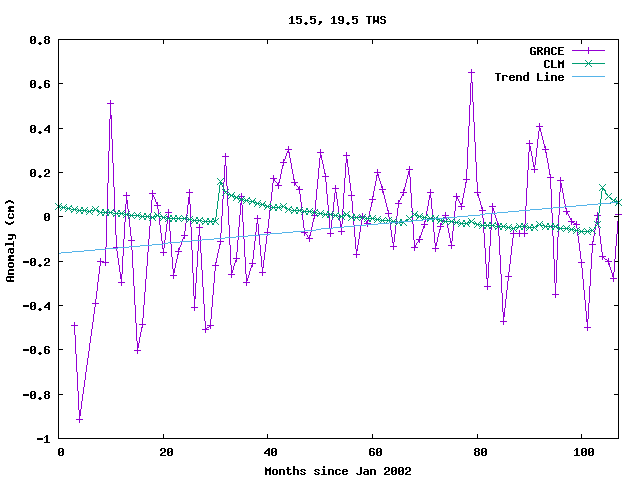 15.5, 19.5 TWS
GRACE
CLM
Trend Line
0.8
0.6
0.4
0.2
0
-0.2
-0.4
-0.6
-0.8
-1
Anomaly (cm)
0 20 40 60 80 100
Months since Jan 2002